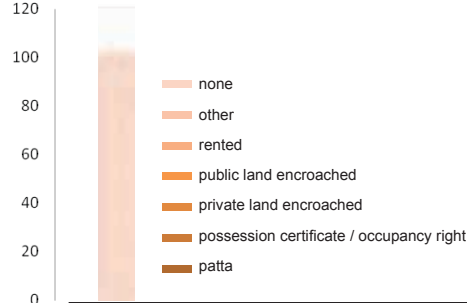 120
100
80
60
40
20
0
none
other
rented
public land encroached
private land encroached
possession certificate / occupancy right
patta